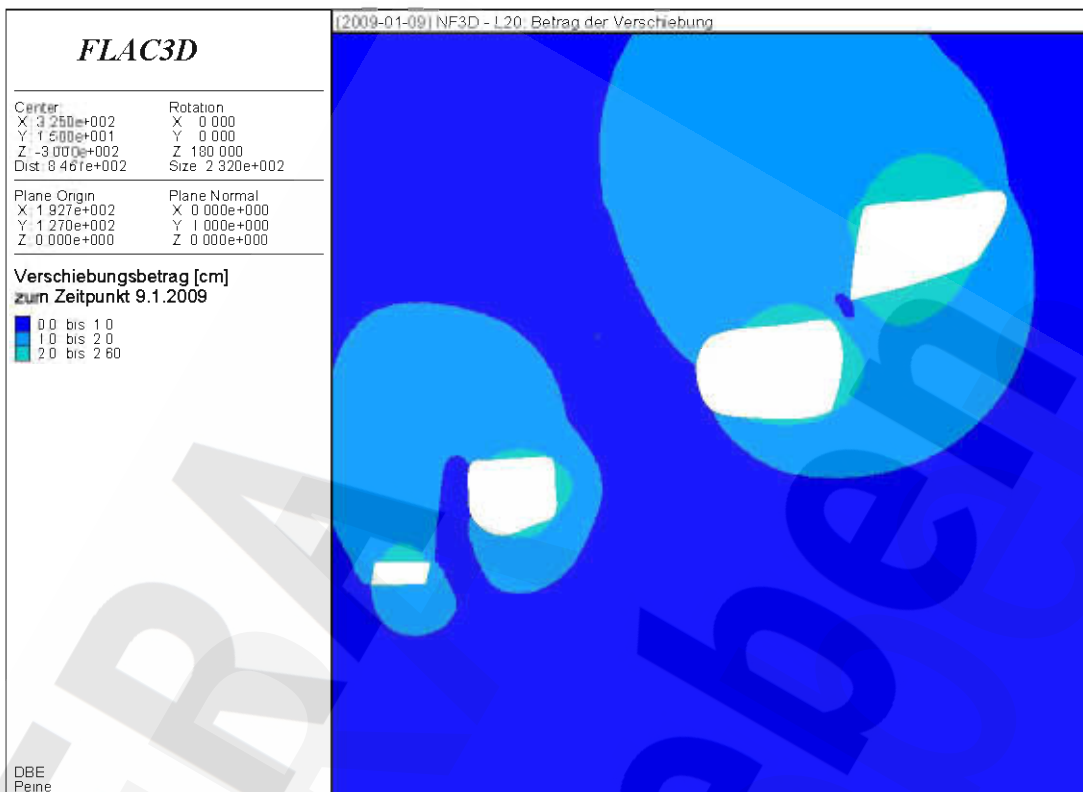 (2009-01-09) NF3D - L20: Betrag der Verschiebung
FLAC3D
Center Rotation
X: 3.250e+002 X: 0.000
Y: 1.500e+001 Y: 0.000
Z: -3.000e+002 Z: 180.000
Dist: 8.461e+002 Size: 2.320e+002
Plane Origin Plane Normal
X: 1.927e+002 X: 0.000e+000
Y: 1.270e+002 Y: 1.000e+000
Z: 0.000e+000 Z: 0.000e+000
Verschiebungsbetrag [cm]
zum Zeitpunkt 9.1.2009
0.0 bis 1.0
1.0 bis 2.0
2.0 bis 2.60
DBE
Peine